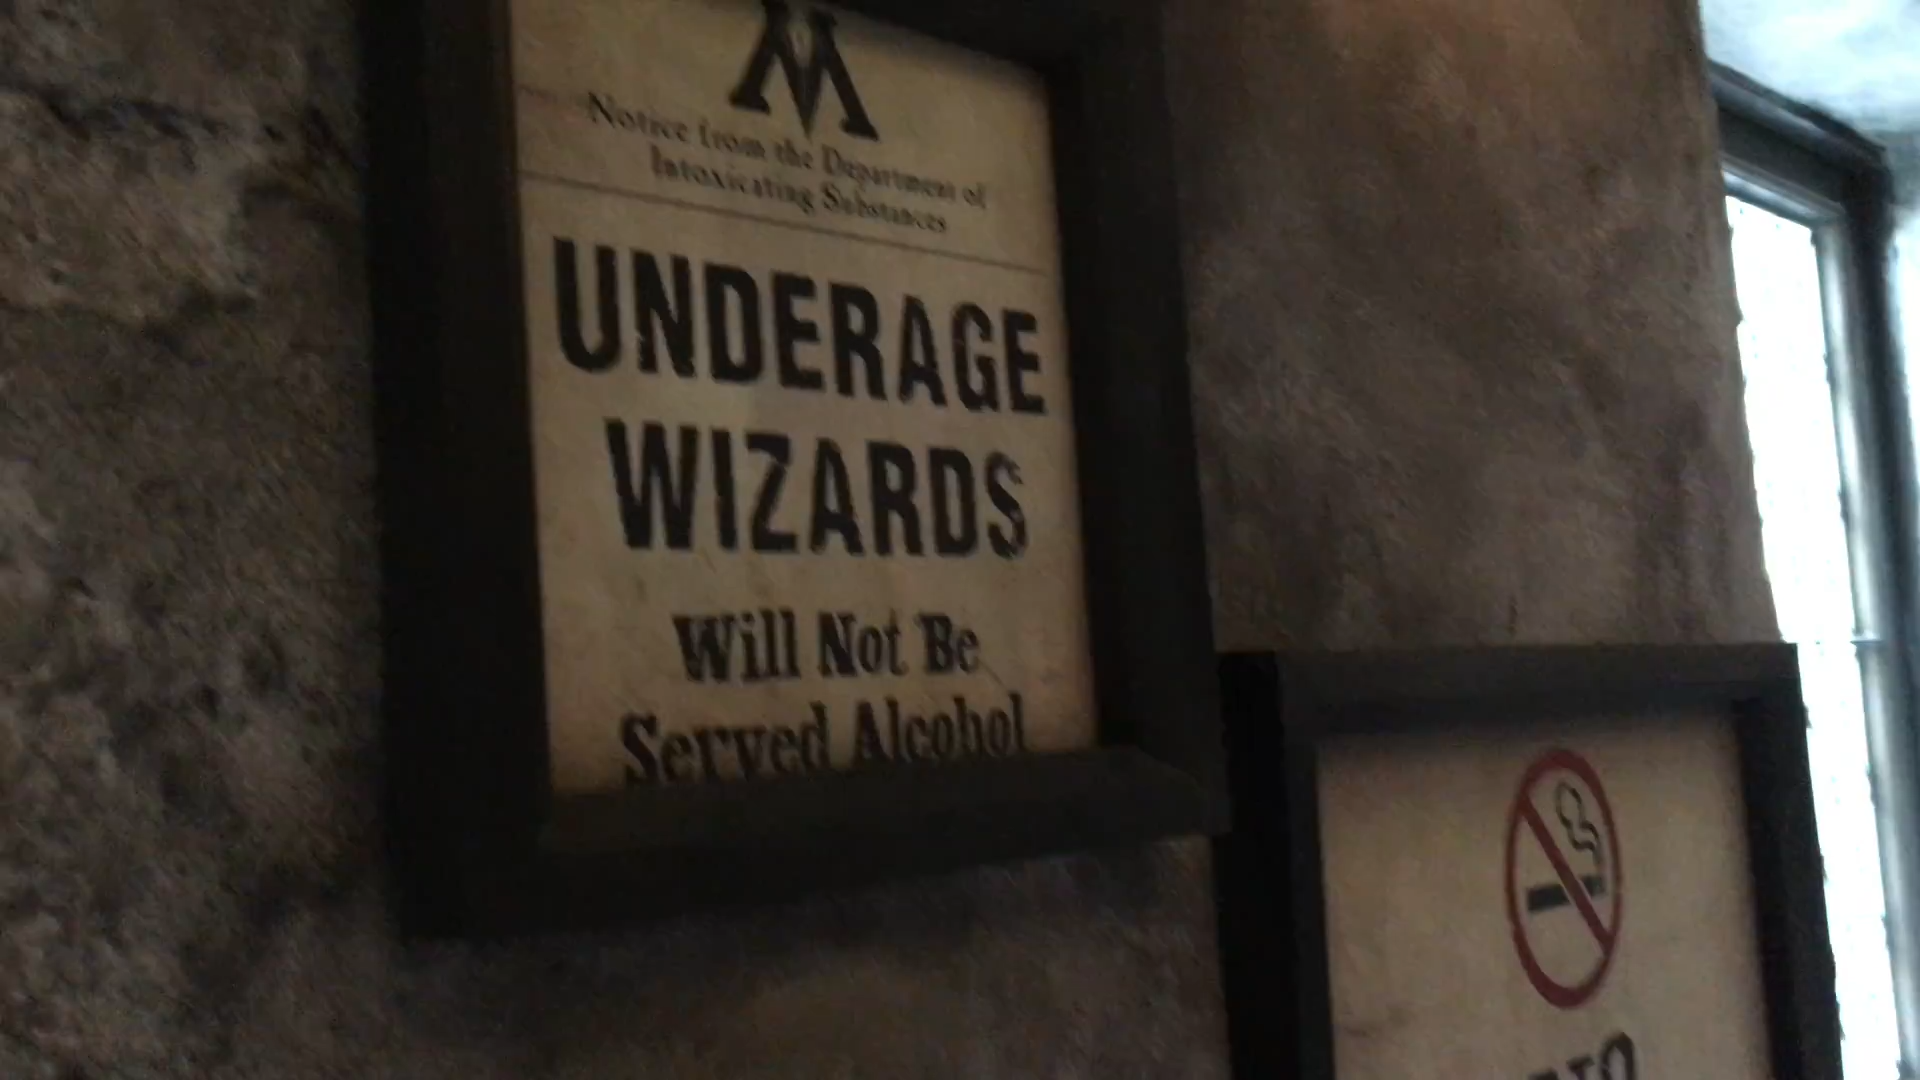 M
Notice from the Department of
Intoxicating Substances
UNDERAGE
WIZARDS
Will Not Be
Served Alcohol